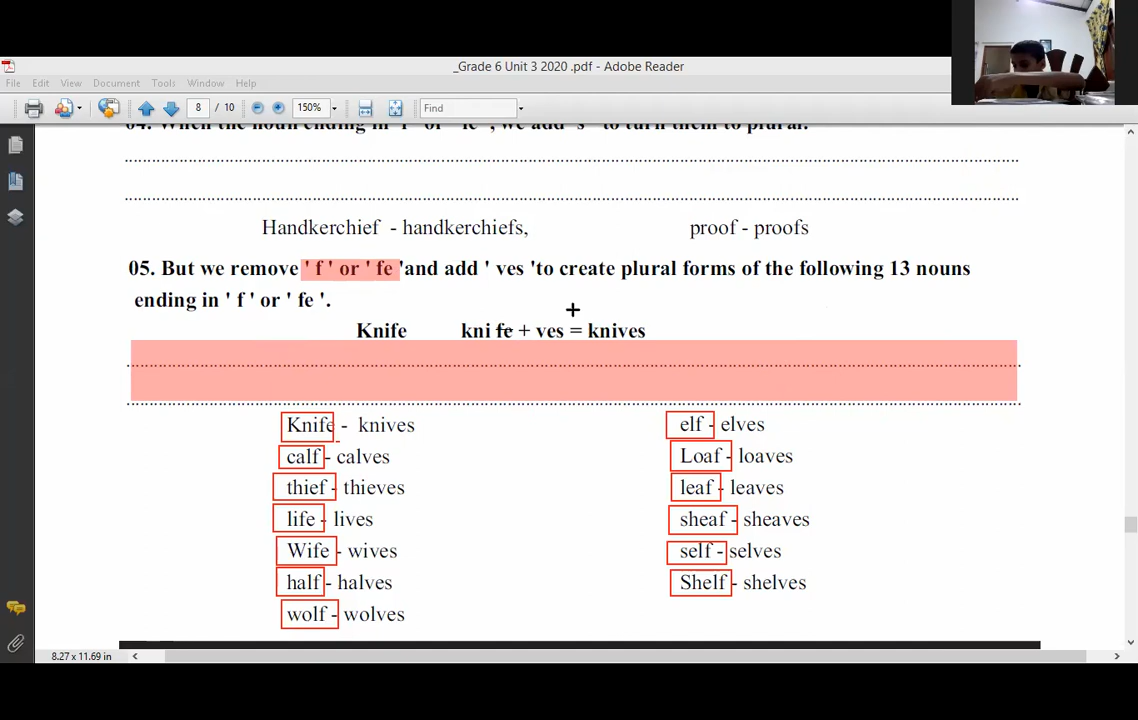 _Grade 6 Unit 3 2020 .pdf - Adobe Reader
File Edit View Document Tools Window Help
8 / 10 150% Find
04. When the noun ending in ' f ' or ' fe ', we add 's ' to turn them to plural.
Handkerchief - handkerchiefs, proof - proofs
05. But we remove ' f ' or ' fe 'and add ' ves 'to create plural forms of the following 13 nouns
ending in ' f ' or ' fe '.
Knife kni fe + ves = knives
Knife - knives elf - elves
calf - calves Loaf - loaves
thief - thieves leaf - leaves
life - lives sheaf - sheaves
Wife - wives self - selves
half - halves Shelf - shelves
wolf - wolves
8.27 x 11.69 in